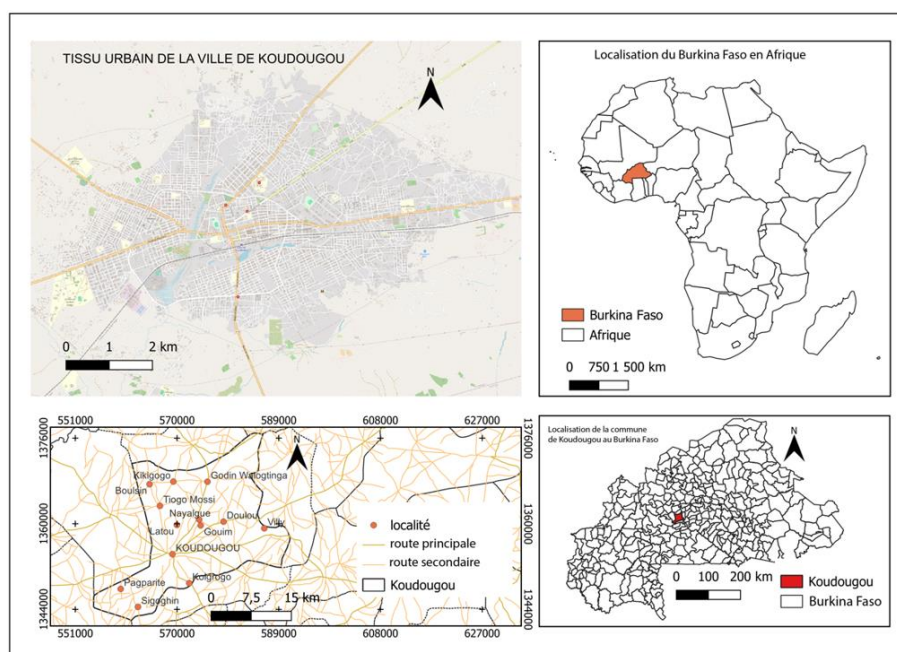 TISSU URBAIN DE LA VILLE DE KOUDOUGOU
N
0 1 2 km
Localisation du Burkina Faso en Afrique
Burkina Faso
Afrique
0 750 1 500 km
551000 570000 589000 608000 627000
1376000
1360000
1344000
N
Kikigogo
Godin Walogtinga
Boulsin
Tiogo Mossi
Nayalgue
Doulou
Villy
Latou
Gouim
KOUDOUGOU
Kolgrogo
Pagparite
Sigoghin
0 7,5 15 km
localité
route principale
route secondaire
Koudougou
551000 570000 589000 608000 627000
1376000
1360000
1344000
Localisation de la commune
de Koudougou au Burkina Faso
N
0 100 200 km
Koudougou
Burkina Faso